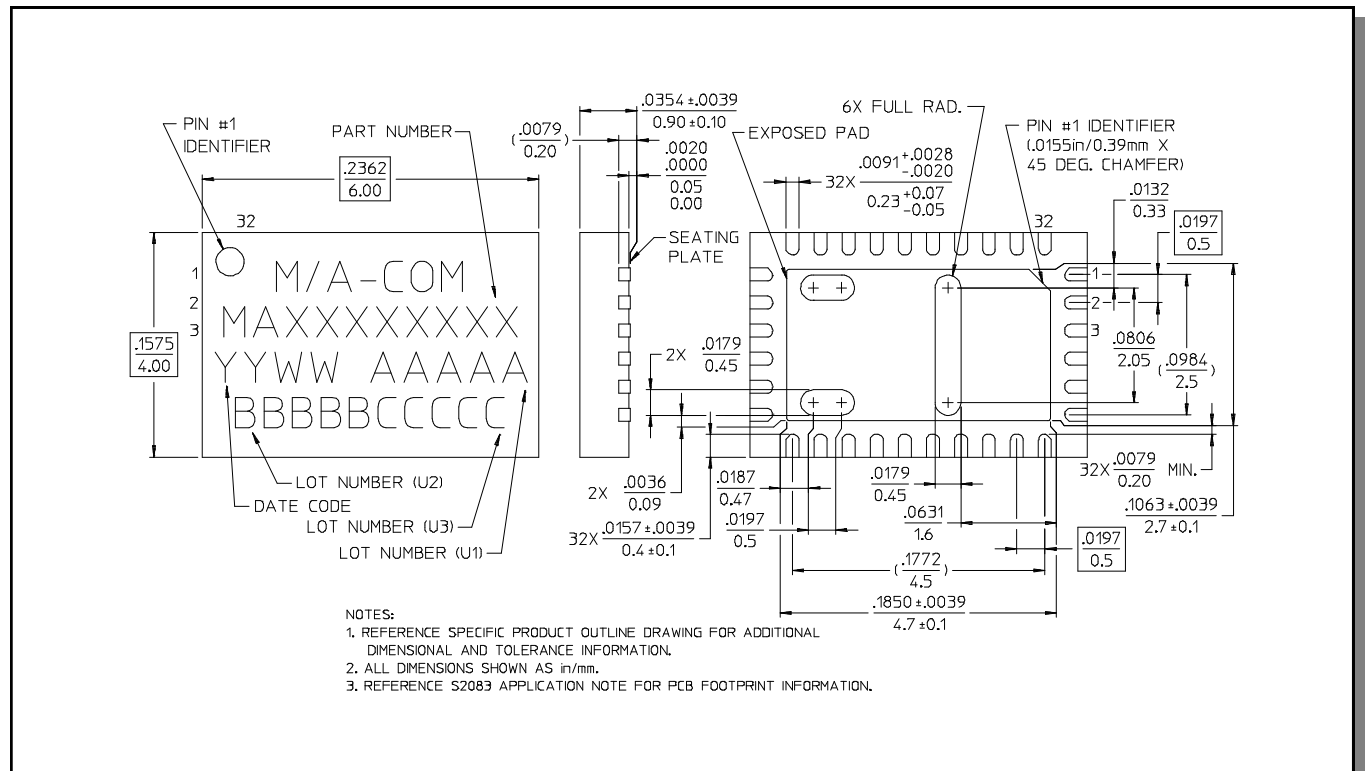 PIN #1
IDENTIFIER
PART NUMBER
.2362
6.00
32
1
2
3
.1575
4.00
M/A-COM
MAXXXXXXXXX
YYWW AAAAA
BBBBBCCCCC
LOT NUMBER (U2)
DATE CODE
LOT NUMBER (U3)
LOT NUMBER (U1)
.0354 ±.0039
0.90 ±0.10
(.0079
0.20)
.0020
.0000
0.05
0.00
SEATING
PLATE
2X .0179
0.45
2X .0036
0.09
32X .0157 ±.0039
0.4 ±0.1
EXPOSED PAD
6X FULL RAD.
32X .0091 +.0028
-.0020
0.23 +0.07
-0.05
PIN #1 IDENTIFIER
(.0155in/0.39mm X
45 DEG. CHAMFER)
32
.0132
0.33
.0197
0.5
1
2
3
.0806
2.05
(.0984
2.5)
32X .0079 MIN.
0.20
.1063 ±.0039
2.7 ±0.1
.0187
0.47
.0197
0.5
.0179
0.45
.0631
1.6
.0197
0.5
(.1772
4.5)
.1850 ±.0039
4.7 ±0.1
NOTES:
1. REFERENCE SPECIFIC PRODUCT OUTLINE DRAWING FOR ADDITIONAL
DIMENSIONAL AND TOLERANCE INFORMATION.
2. ALL DIMENSIONS SHOWN AS in/mm.
3. REFERENCE S2083 APPLICATION NOTE FOR PCB FOOTPRINT INFORMATION.